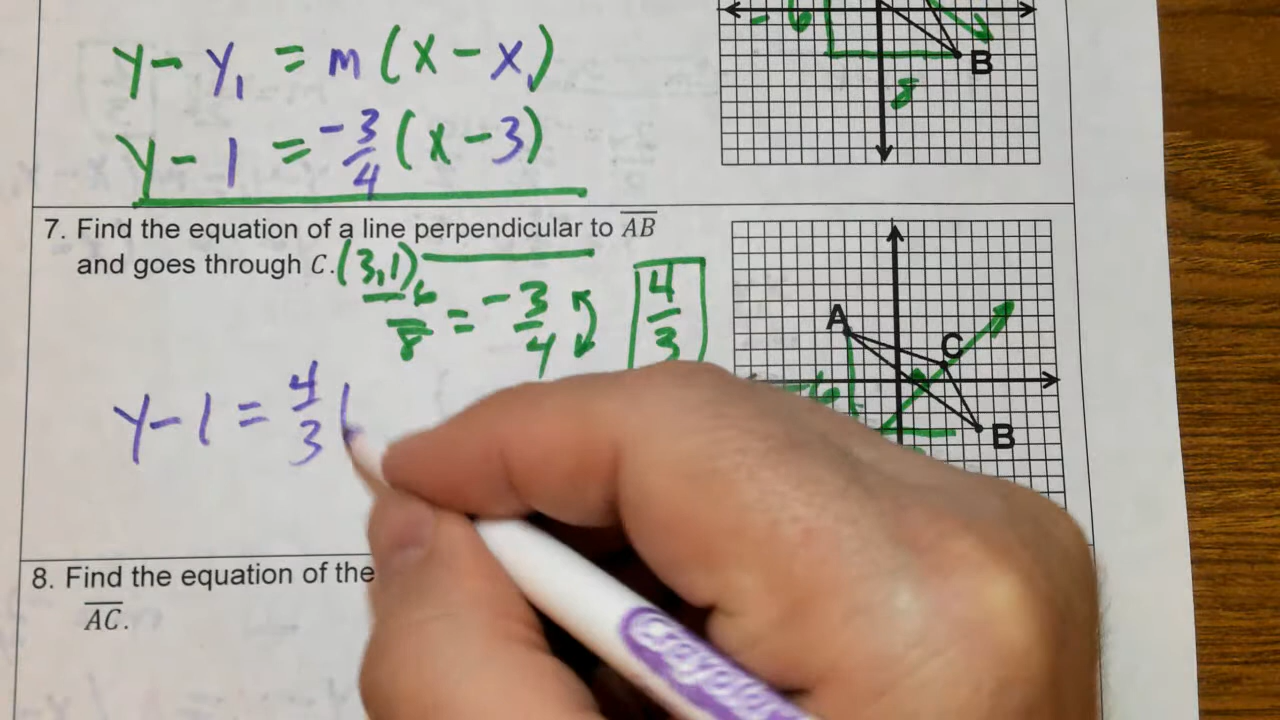 y - y₁ = m (x - x₁)
y - 1 = -3/4 (x - 3)
-6
8
B
7. Find the equation of a line perpendicular to AB
and goes through C. (3,1)
-6/8 = -3/4
4/3
y - 1 = 4/3 (
A
C
B
-6
8. Find the equation of the
AC.
Crayola